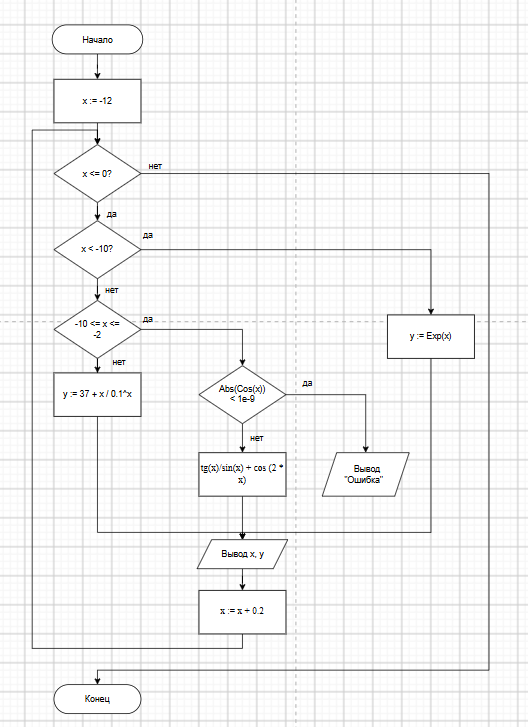 Начало
x := -12
x <= 0?
нет
да
x < -10?
да
нет
-10 <= x <=
-2
да
нет
y := Exp(x)
y := 37 + x / 0.1^x
Abs(Cos(x))
< 1e-9
да
нет
tg(x)/sin(x) + cos (2 *
x)
Вывод
"Ошибка"
Вывод x, y
x := x + 0.2
Конец